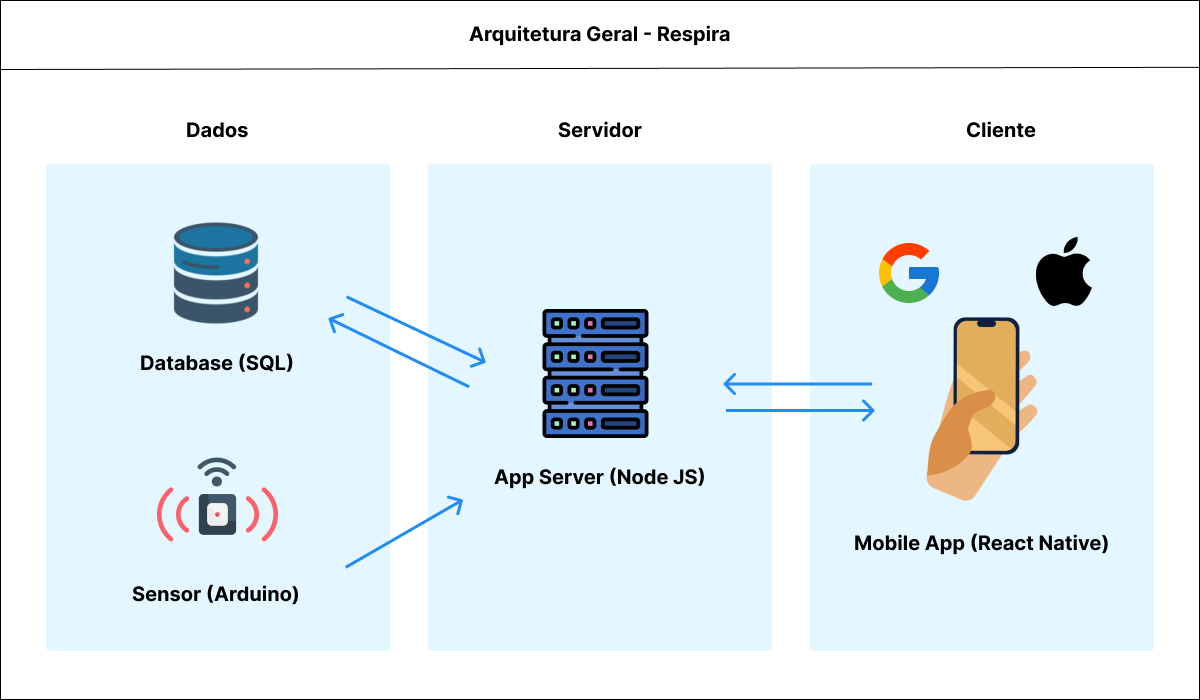 Arquitetura Geral - Respira
Dados
Servidor
Cliente
Database (SQL)
App Server (Node JS)
Mobile App (React Native)
Sensor (Arduino)